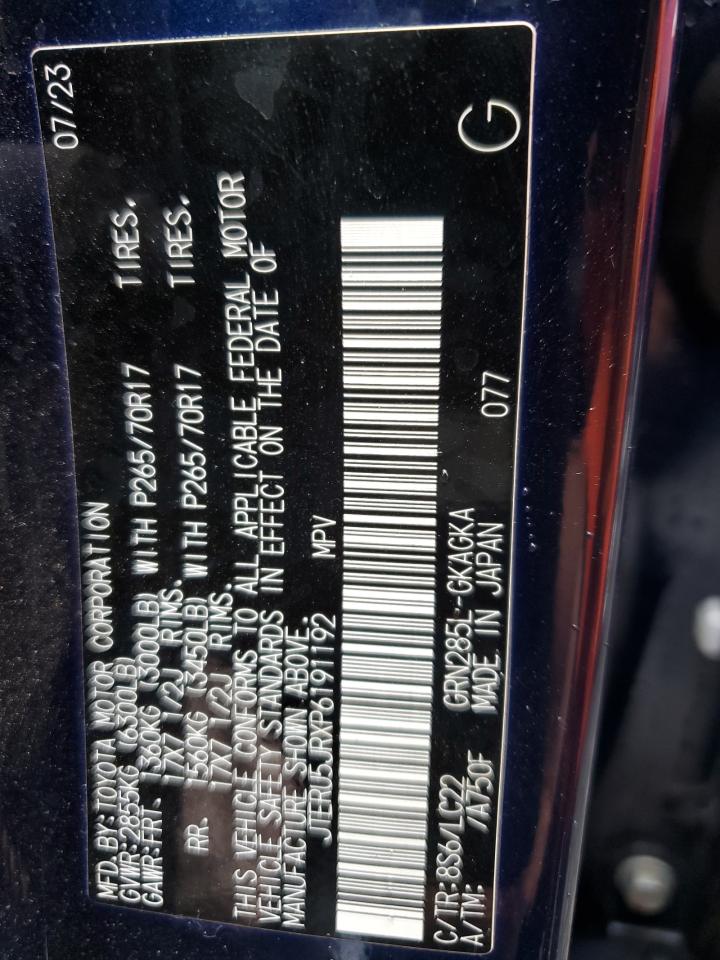 MFD. BY: TOYOTA MOTOR CORPORATION 07/23
GVWR: 2855KG (6300LB)
GAWR: FRT. 1360KG (3000LB) WITH P265/70R17 TIRES.
17X7 1/2J RIMS.
RR. 1560KG (3450LB) WITH P265/70R17 TIRES.
17X7 1/2J RIMS.
THIS VEHICLE CONFORMS TO ALL APPLICABLE FEDERAL MOTOR
VEHICLE SAFETY STANDARDS IN EFFECT ON THE DATE OF
MANUFACTURE SHOWN ABOVE.
JTERU5JRXP6191192 MPV
C/TR: 8S6/LC22 GRN285L-GKAGKA
A/TM: /A750F MADE IN JAPAN 077 G